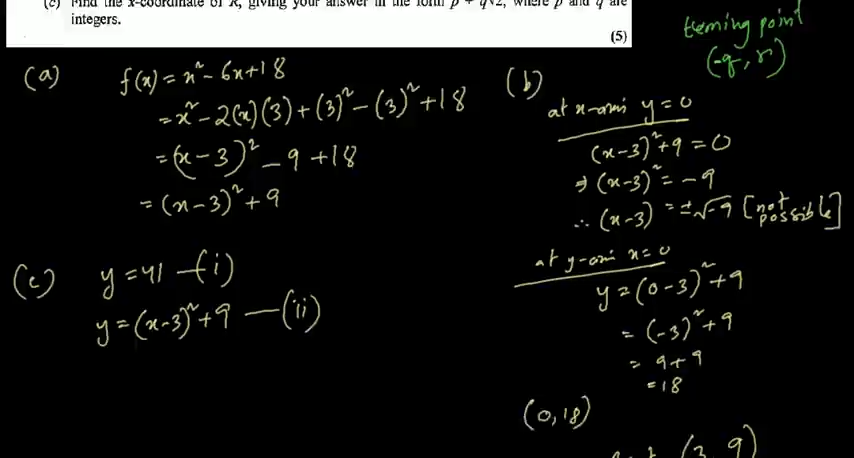 (c) Find the x-coordinate of R, giving your answer in the form p + q√2, where p and q are
integers.
(5)
turning point
(-q, r)
(a) f(x) = x² - 6x + 18
= x² - 2(x)(3) + (3)² - (3)² + 18
= (x - 3)² - 9 + 18
= (x - 3)² + 9
(b) at x-axis y = 0
(x-3)² + 9 = 0
⇒ (x-3)² = -9
∴ (x-3) = ±√-9 [not possible]
at y-axis x = 0
y = (0-3)² + 9
= (-3)² + 9
= 9 + 9
= 18
(0, 18)
(3, 9)
(c) y = 41 — (i)
y = (x-3)² + 9 — (ii)